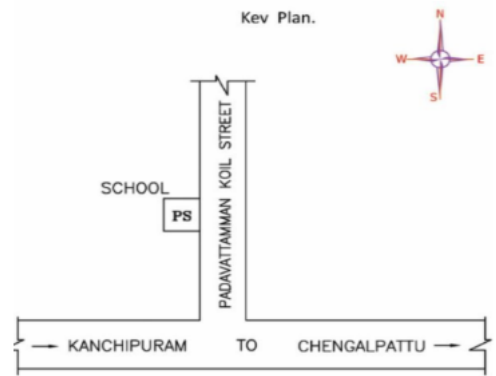 Kev Plan.
N
W E
S
SCHOOL
PS
PADAVATTAMMAN KOIL STREET
→ KANCHIPURAM TO CHENGALPATTU →